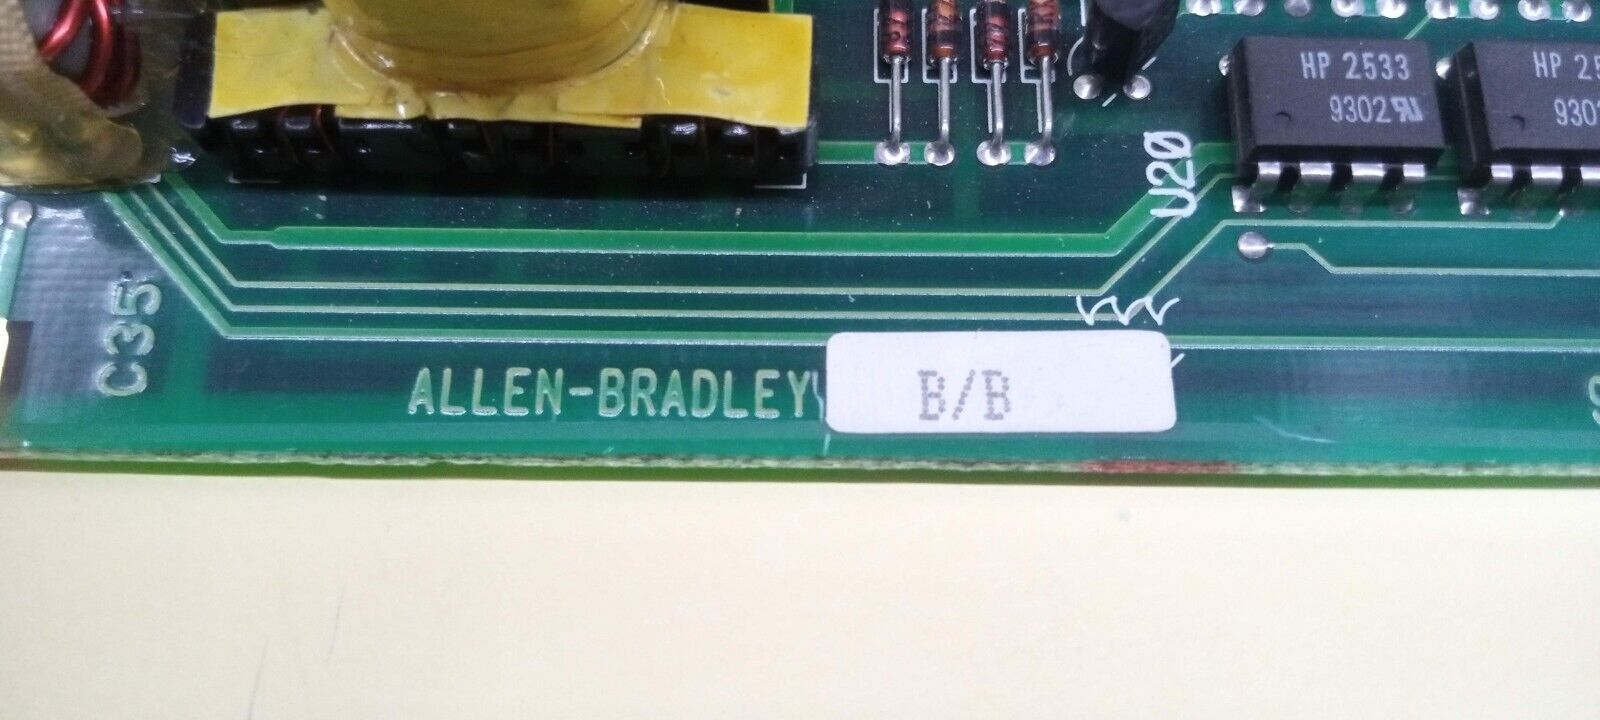 HP 2533
9302
HP 25
930
U20
C35
ALLEN-BRADLEY
B/B